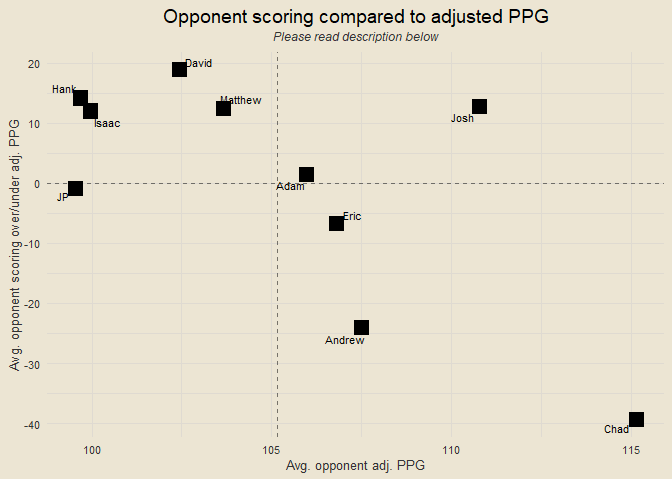 Opponent scoring compared to adjusted PPG
Please read description below
Avg. opponent scoring over/under adj. PPG
20
10
0
-10
-20
-30
-40
David
Hank
Matthew
Isaac
Josh
JP
Adam
Eric
Andrew
Chad
100
105
110
115
Avg. opponent adj. PPG